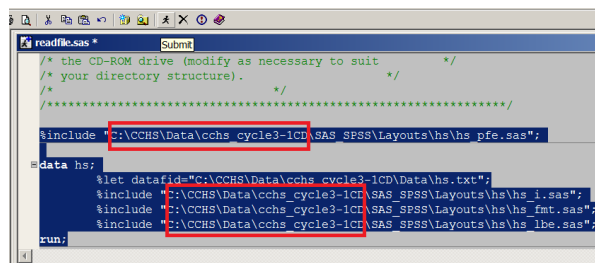 readfile.sas *
Submit
/* the CD-ROM drive (modify as necessary to suit */
/* your directory structure). */
/* */
/******************************************************************/
%include "C:\CCHS\Data\cchs_cycle3-1CD\SAS_SPSS\Layouts\hs\hs_pfe.sas";
data hs;
%let datafid="C:\CCHS\Data\cchs_cycle3-1CD\Data\hs.txt";
%include "C:\CCHS\Data\cchs_cycle3-1CD\SAS_SPSS\Layouts\hs\hs_i.sas";
%include "C:\CCHS\Data\cchs_cycle3-1CD\SAS_SPSS\Layouts\hs\hs_fmt.sas";
%include "C:\CCHS\Data\cchs_cycle3-1CD\SAS_SPSS\Layouts\hs\hs_lbe.sas";
run;